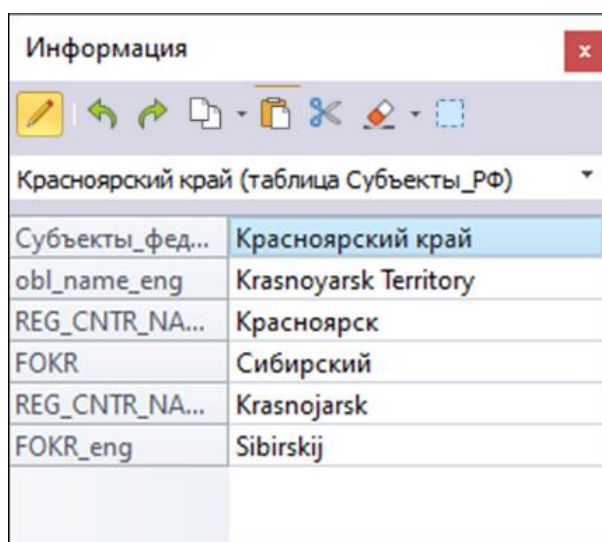 Информация
Красноярский край (таблица Субъекты_РФ)
Субъекты_фед... Красноярский край
obl_name_eng Krasnoyarsk Territory
REG_CNTR_NA... Красноярск
FOKR Сибирский
REG_CNTR_NA... Krasnojarsk
FOKR_eng Sibirskij